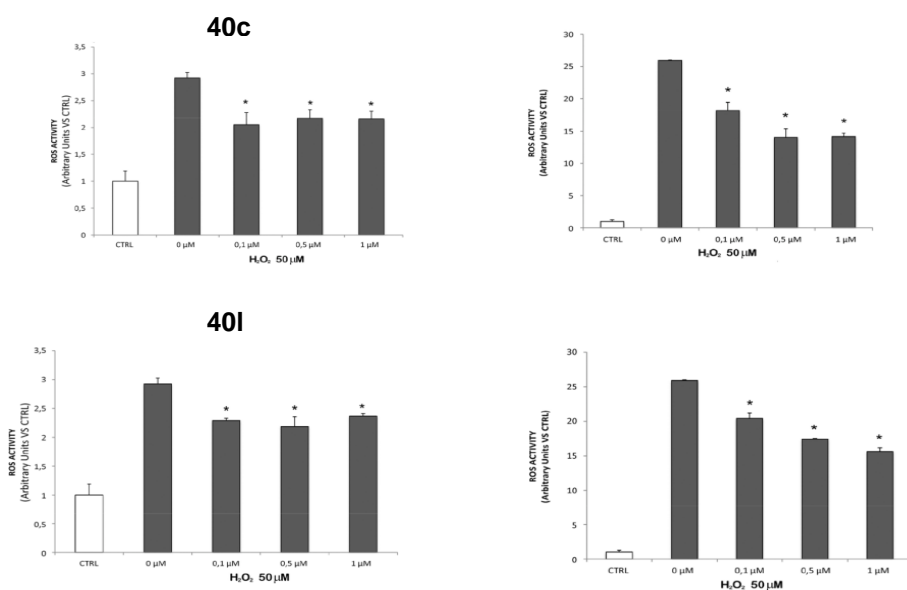 40c
ROS ACTIVITY
(Arbitrary Units VS CTRL)
3,5
3
2,5
2
1,5
1
0,5
0
* * *
CTRL 0 µM 0,1 µM 0,5 µM 1 µM
H₂O₂ 50 µM
ROS ACTIVITY
(Arbitrary Units VS CTRL)
30
25
20
15
10
5
0
* * *
CTRL 0 µM 0,1 µM 0,5 µM 1 µM
H₂O₂ 50 µM
40l
ROS ACTIVITY
(Arbitrary Units VS CTRL)
3,5
3
2,5
2
1,5
1
0,5
0
* * *
CTRL 0 µM 0,1 µM 0,5 µM 1 µM
H₂O₂ 50 µM
ROS ACTIVITY
(Arbitrary Units VS CTRL)
30
25
20
15
10
5
0
* * *
CTRL 0 µM 0,1 µM 0,5 µM 1 µM
H₂O₂ 50 µM